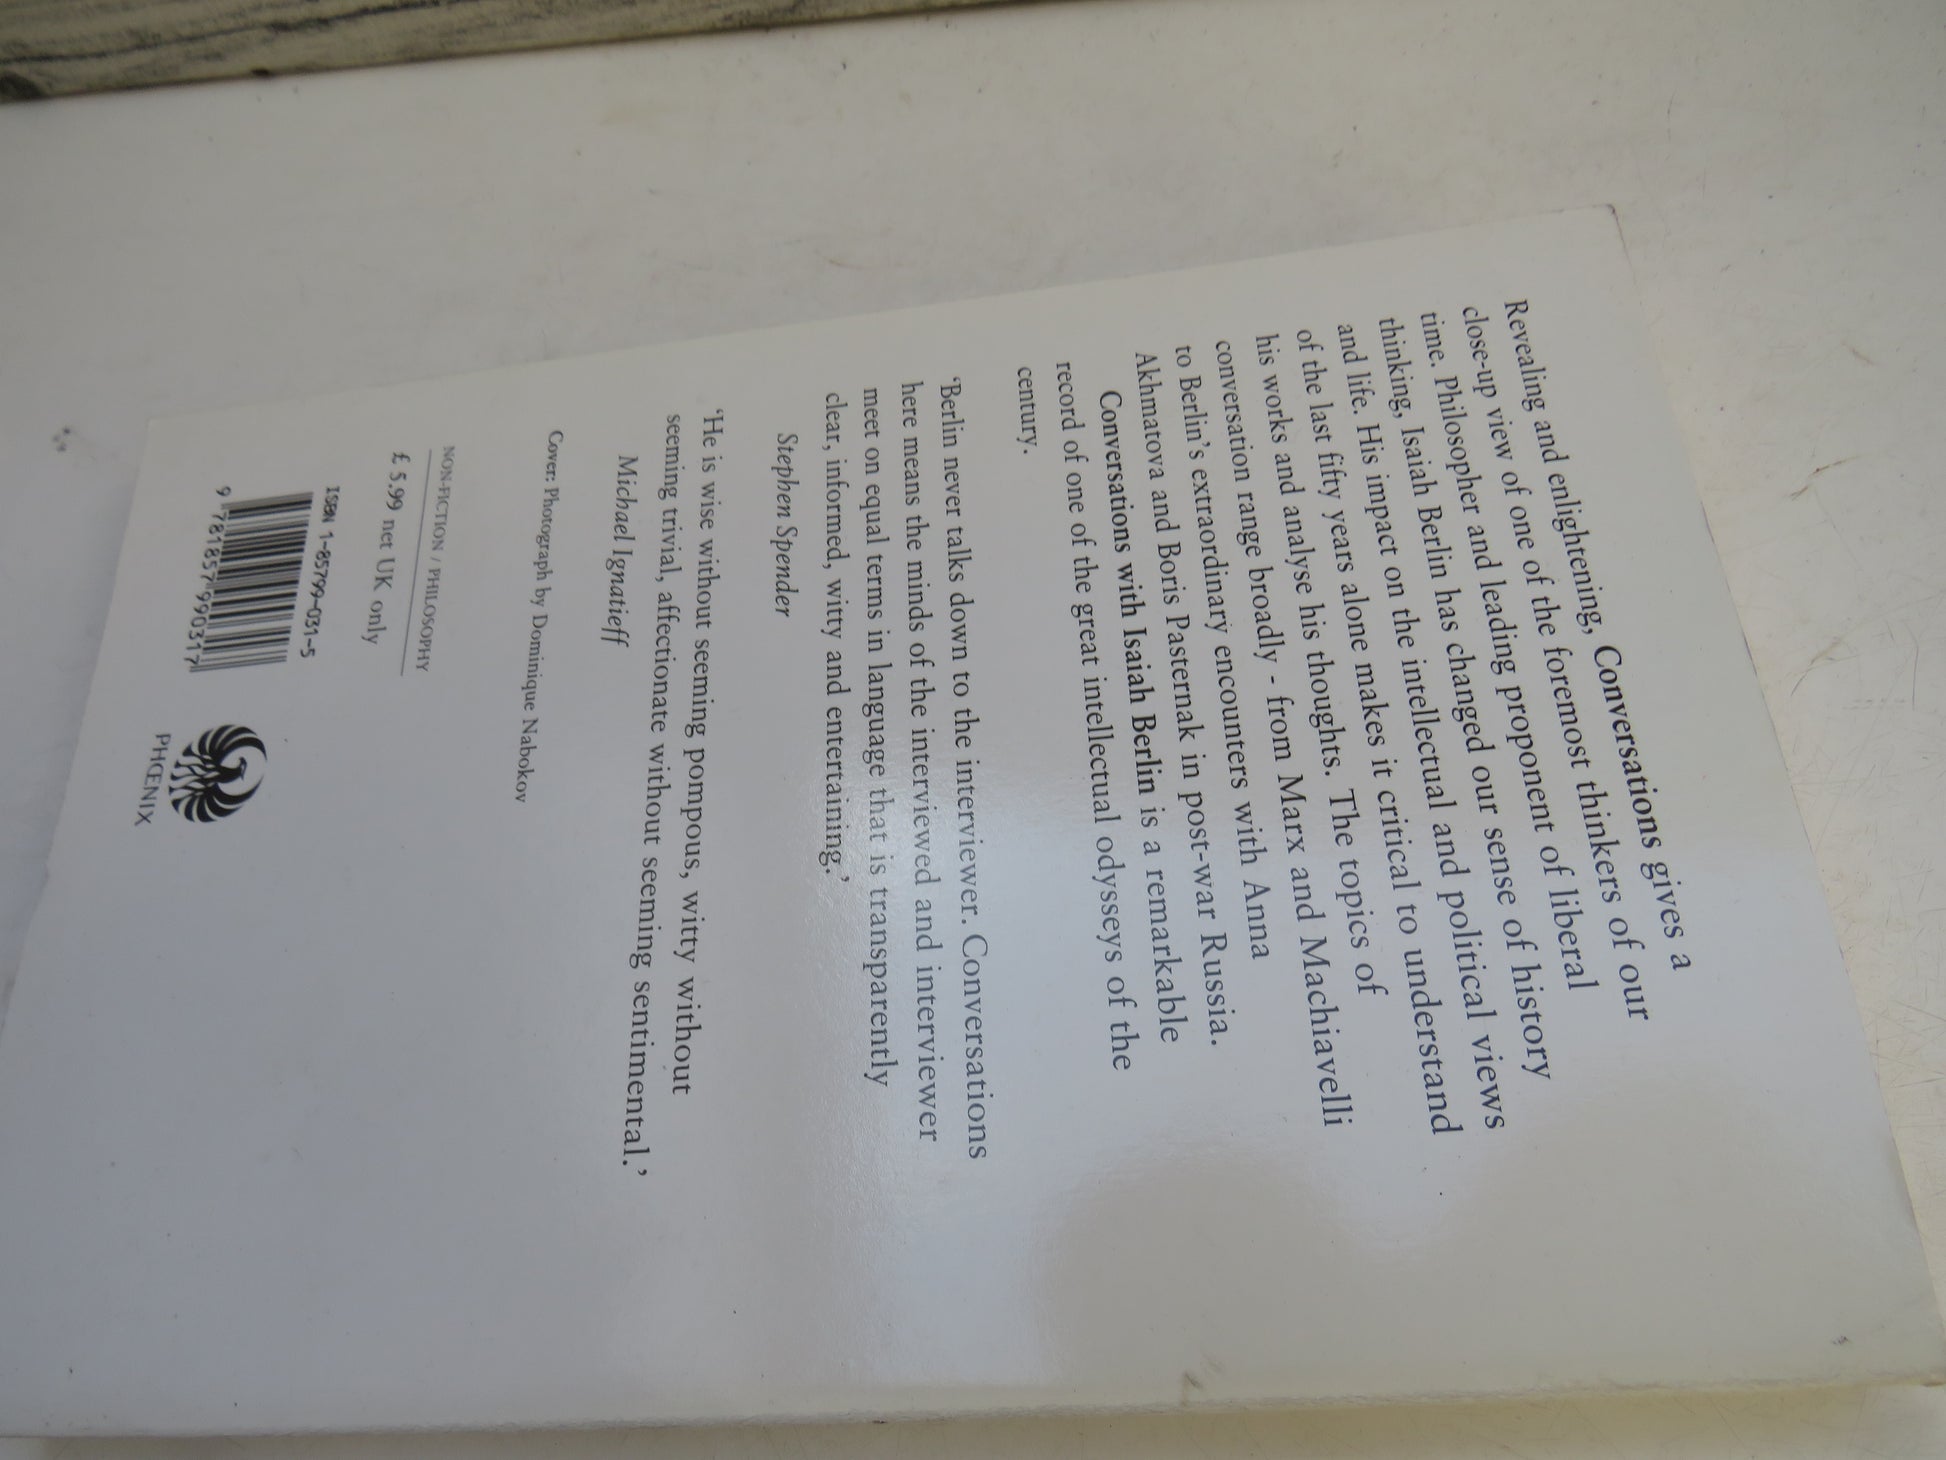 Revealing and enlightening, Conversations gives a
close-up view of one of the foremost thinkers of our
time. Philosopher and leading proponent of liberal
thinking, Isaiah Berlin has changed our sense of history
and life. His impact on the intellectual and political views
of the last fifty years alone makes it critical to understand
his works and analyse his thoughts. The topics of
conversation range broadly - from Marx and Machiavelli
to Berlin's extraordinary encounters with Anna
Akhmatova and Boris Pasternak in post-war Russia.
Conversations with Isaiah Berlin is a remarkable
record of one of the great intellectual odysseys of the
century.
‘Berlin never talks down to the interviewer. Conversations
here means the minds of the interviewed and interviewer
meet on equal terms in language that is transparently
clear, informed, witty and entertaining.’
Stephen Spender
‘He is wise without seeming pompous, witty without
seeming trivial, affectionate without seeming sentimental.’
Michael Ignatieff
Cover: Photograph by Dominique Nabokov
NON-FICTION / PHILOSOPHY
£ 5.99 net UK only
ISBN 1-85799-031-5
9 781857 990317
PHŒNIX